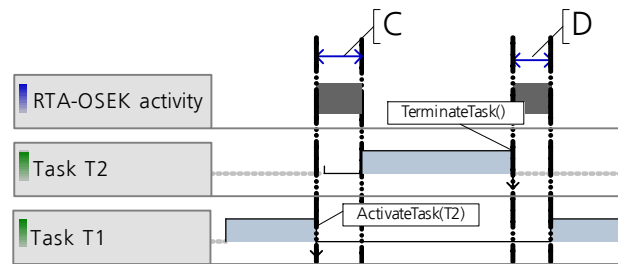 C
D
RTA-OSEK activity
TerminateTask()
Task T2
ActivateTask(T2)
Task T1